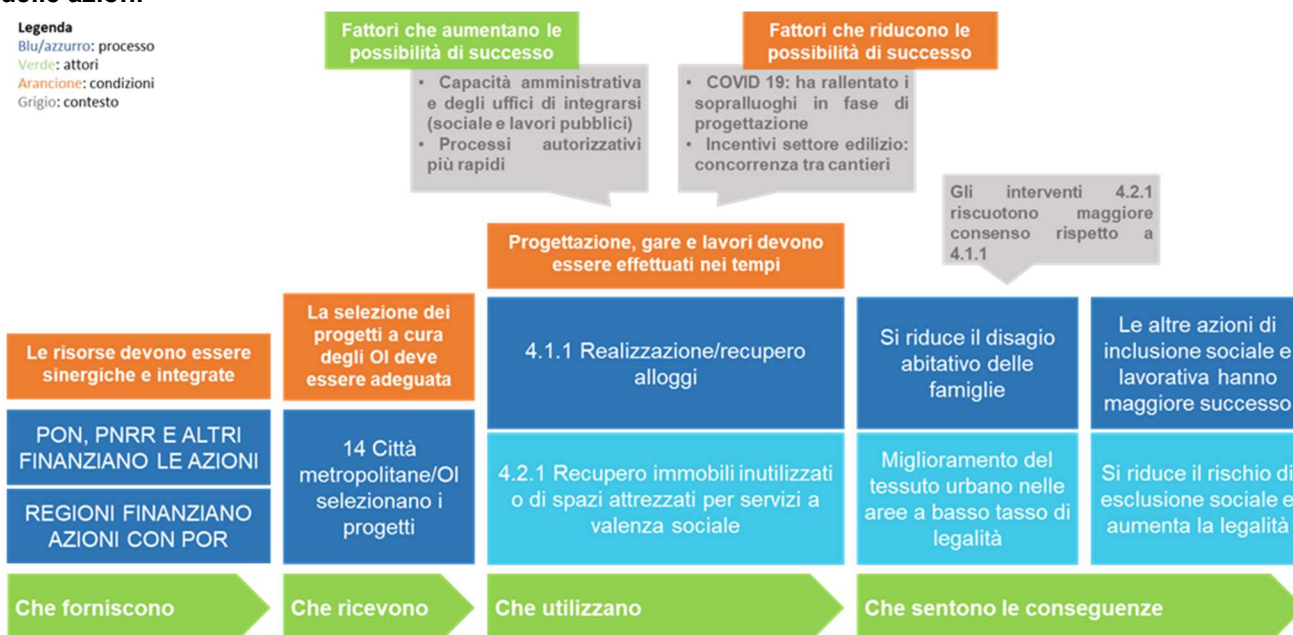 delle azioni
Legenda
Blu/azzurro: processo
Verde: attori
Arancione: condizioni
Grigio: contesto
Fattori che aumentano le
possibilità di successo
• Capacità amministrativa
e degli uffici di integrarsi
(sociale e lavori pubblici)
• Processi autorizzativi
più rapidi
Fattori che riducono le
possibilità di successo
• COVID 19: ha rallentato i
sopralluoghi in fase di
progettazione
• Incentivi settore edilizio:
concorrenza tra cantieri
Gli interventi 4.2.1
riscuotono maggiore
consenso rispetto a
4.1.1
Le risorse devono essere
sinergiche e integrate
PON, PNRR E ALTRI
FINANZIANO LE AZIONI
REGIONI FINANZIANO
AZIONI CON POR
Che forniscono
La selezione dei
progetti a cura
degli OI deve
essere adeguata
14 Città
metropolitane/OI
selezionano i
progetti
Che ricevono
Progettazione, gare e lavori devono
essere effettuati nei tempi
4.1.1 Realizzazione/recupero
alloggi
4.2.1 Recupero immobili inutilizzati
o di spazi attrezzati per servizi a
valenza sociale
Che utilizzano
Si riduce il disagio
abitativo delle
famiglie
Miglioramento del
tessuto urbano nelle
aree a basso tasso di
legalità
Le altre azioni di
inclusione sociale e
lavorativa hanno
maggiore successo
Si riduce il rischio di
esclusione sociale e
aumenta la legalità
Che sentono le conseguenze